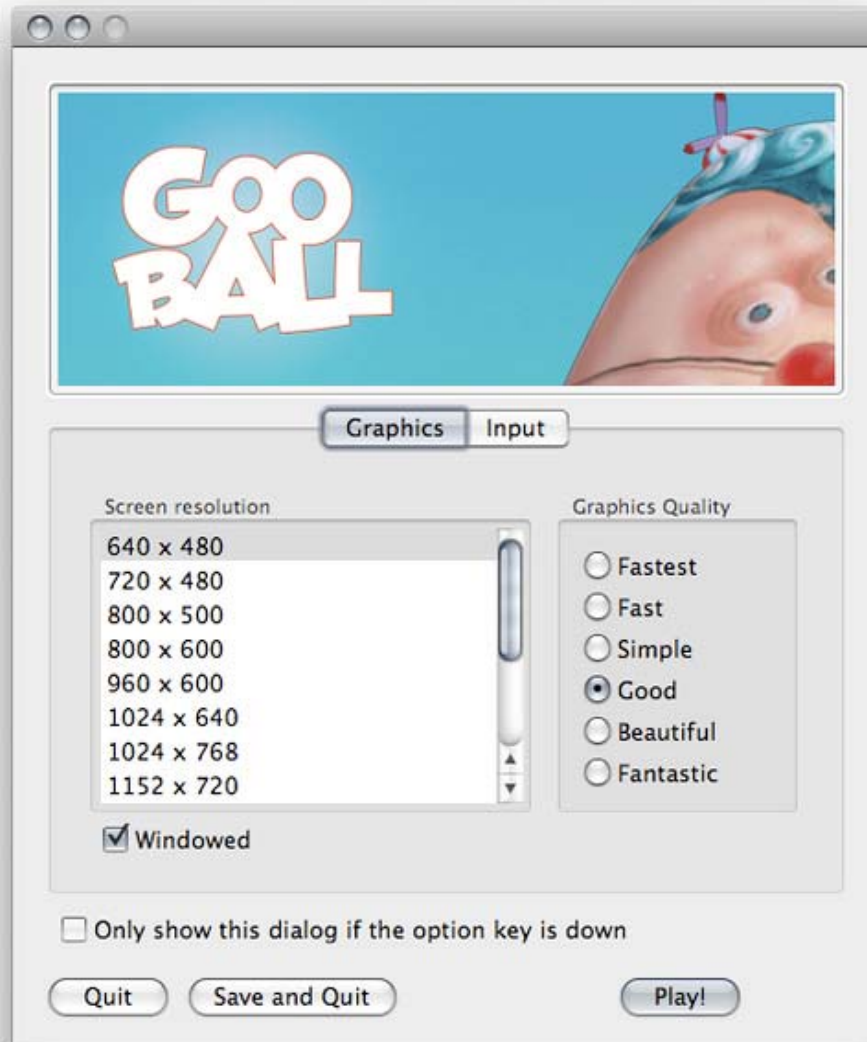 GOO
BALL
Graphics Input
Screen resolution
640 x 480
720 x 480
800 x 500
800 x 600
960 x 600
1024 x 640
1024 x 768
1152 x 720
Windowed
Graphics Quality
Fastest
Fast
Simple
Good
Beautiful
Fantastic
Only show this dialog if the option key is down
Quit Save and Quit Play!